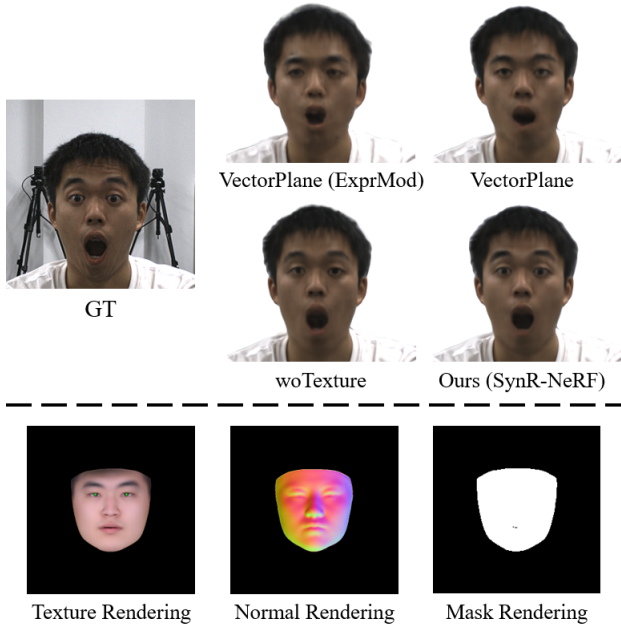 VectorPlane (ExprMod)
VectorPlane
GT
woTexture
Ours (SynR-NeRF)
Texture Rendering
Normal Rendering
Mask Rendering